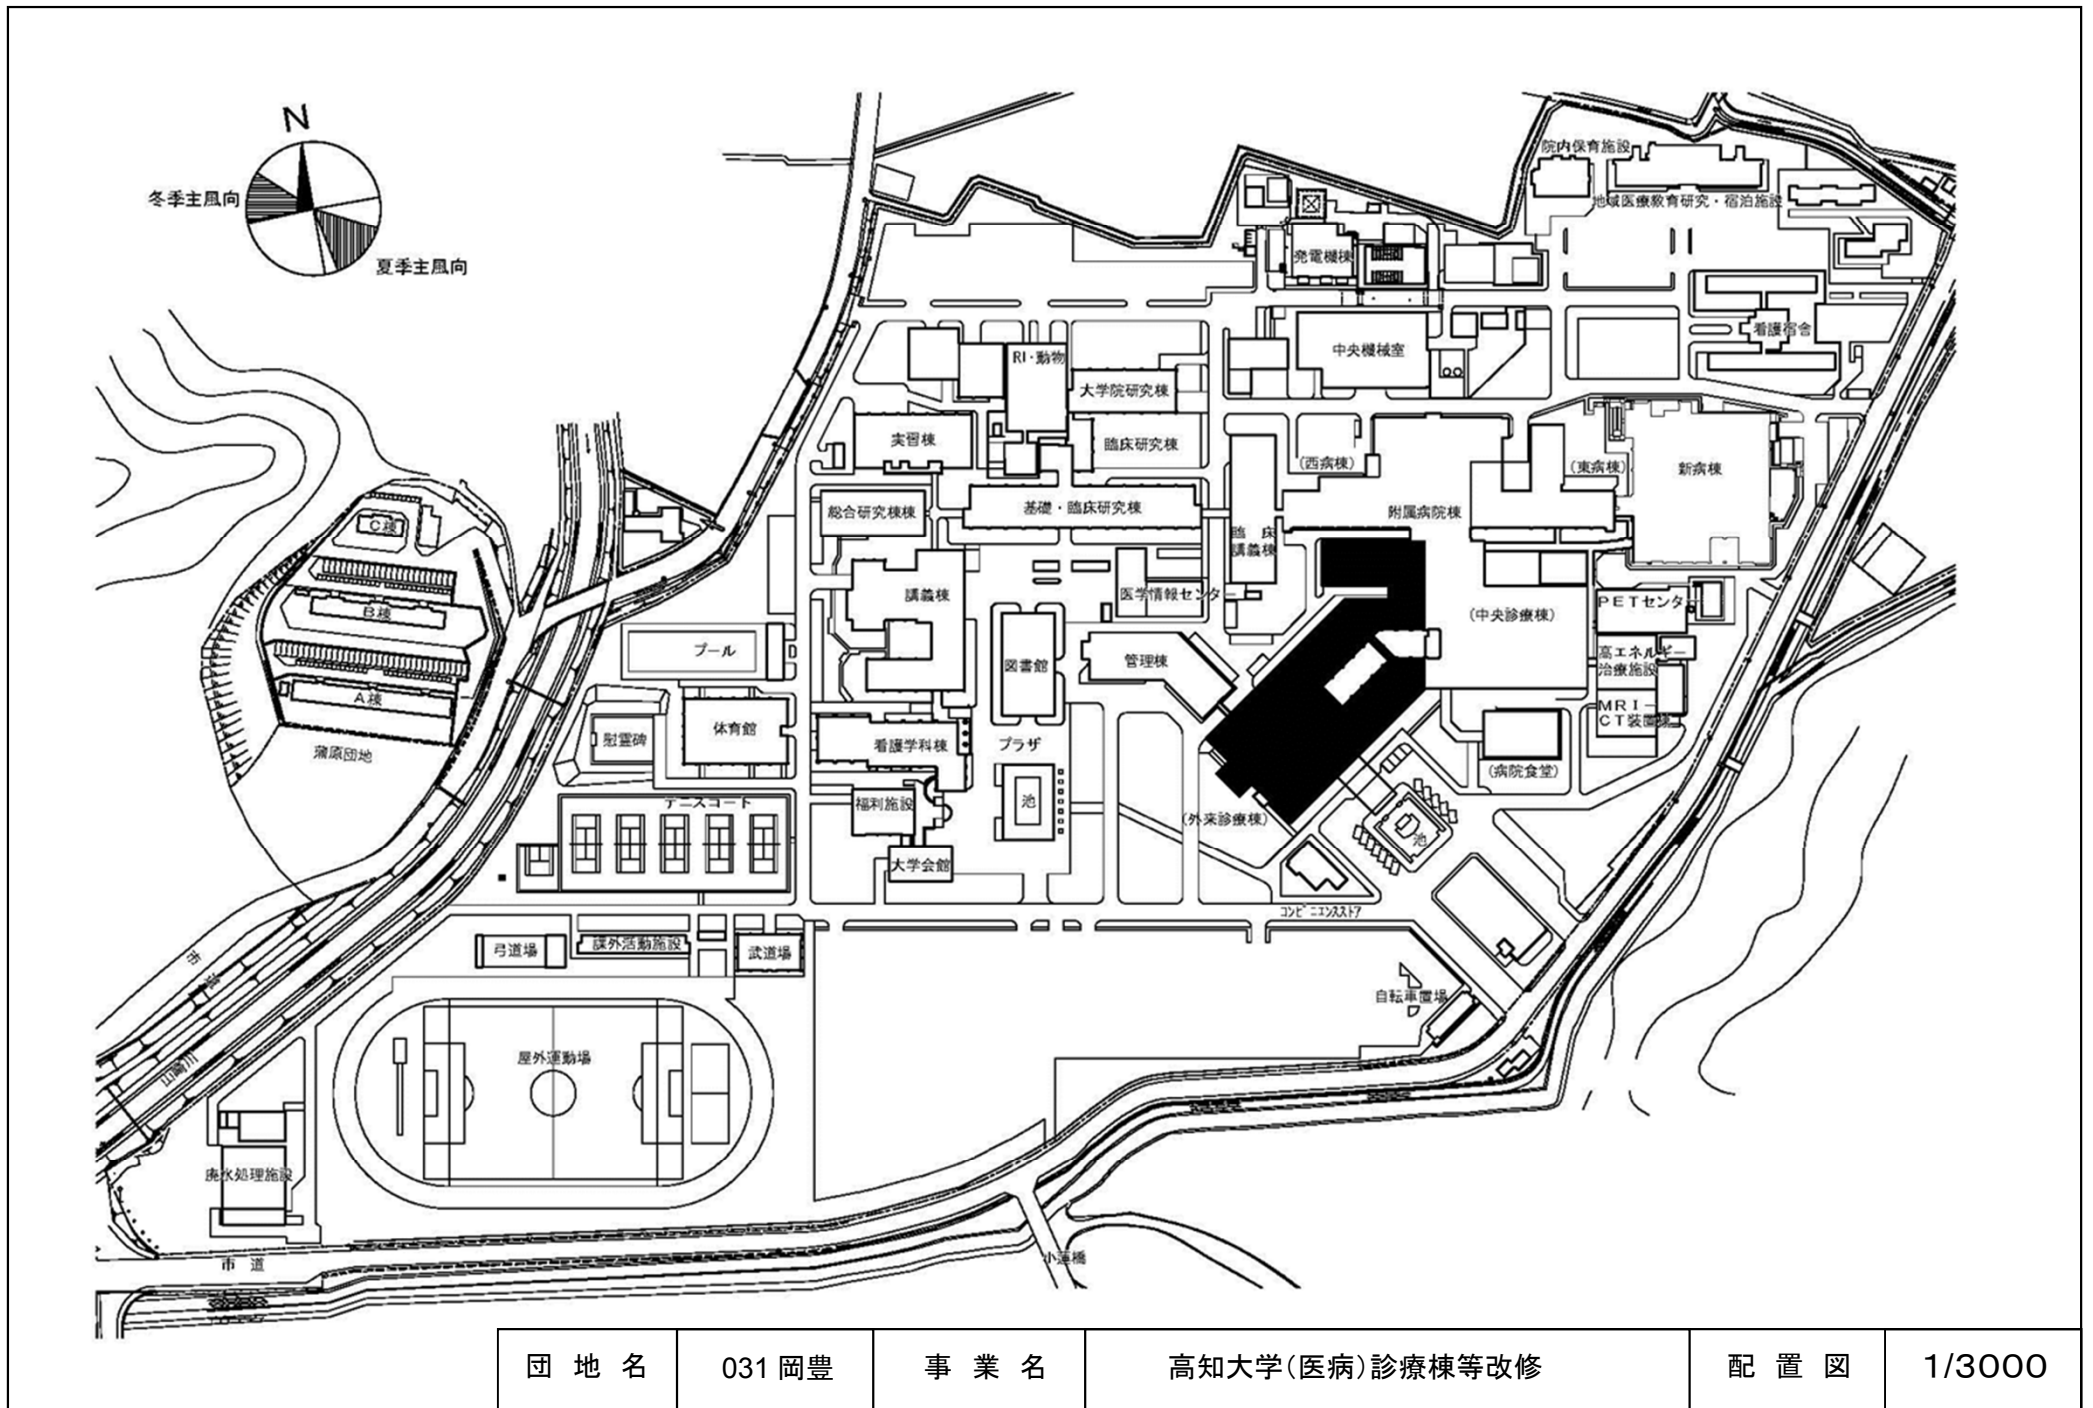 N
冬季主風向
夏季主風向
院内保育施設
地域医療教育研究・宿泊施設
発電機棟
看護宿舎
中央機械室
RI・動物
大学院研究棟
実習棟
臨床研究棟
(西病棟)
(東病棟)
新病棟
総合研究棟棟
基礎・臨床研究棟
附属病院棟
臨 床
講義棟
C棟
B棟
A棟
蒲原団地
講義棟
医学情報センター
(中央診療棟)
PETセンター
プール
図書館
管理棟
高エネルギー
治療施設
MRI-
CT装置棟
慰霊碑
体育館
看護学科棟
プラザ
(病院食堂)
テニスコート
福利施設
池
(外来診療棟)
池
大学会館
コンビニエンスストア
弓道場
課外活動施設
武道場
市 道
自転車置場
山崎川
屋外運動場
廃水処理施設
市 道
小蓮橋
団 地 名
031 岡豊
事 業 名
高知大学(医病)診療棟等改修
配 置 図
1/3000